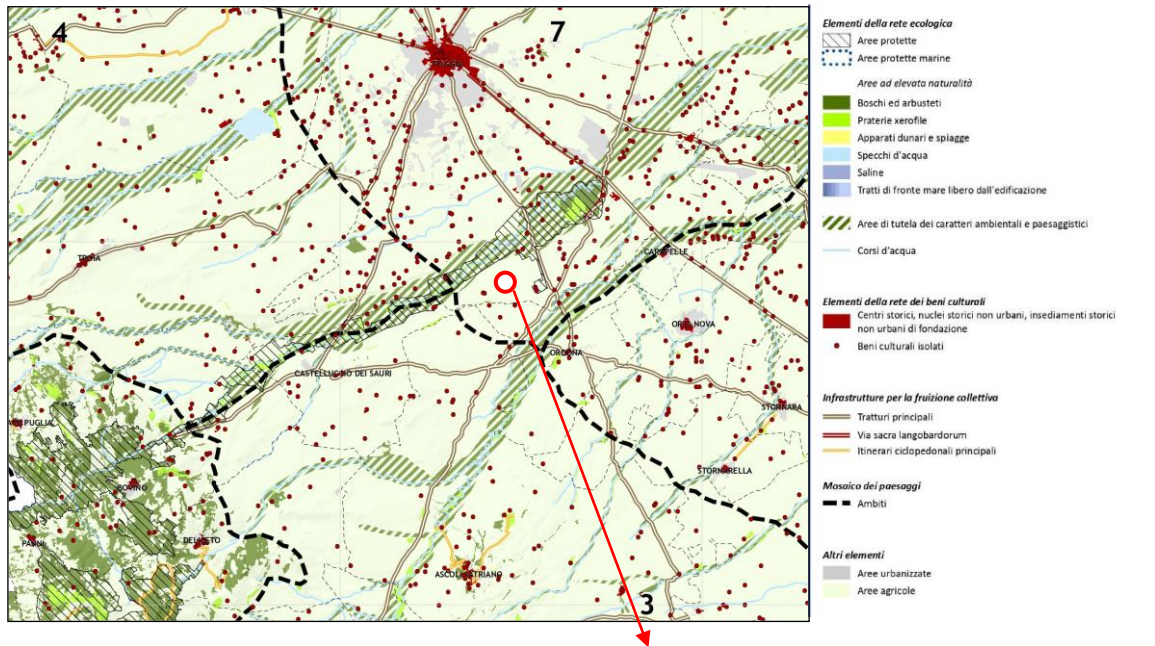 4
7
FOGGIA
TROIA
CARAPELLE
ORTA NOVA
ORDONA
CASTELLUCCIO DEI SAURI
STORNARA
STORNARELLA
BOVINO
PANNI
DELICETO
ASCOLI SATRIANO
3
Elementi della rete ecologica
Aree protette
Aree protette marine
Aree ad elevata naturalità
Boschi ed arbusteti
Praterie xerofile
Apparati dunari e spiagge
Specchi d'acqua
Saline
Tratti di fronte mare libero dall'edificazione
Aree di tutela dei caratteri ambientali e paesaggistici
Corsi d'acqua
Elementi della rete dei beni culturali
Centri storici, nuclei storici non urbani, insediamenti storici
non urbani di fondazione
Beni culturali isolati
Infrastrutture per la fruizione collettiva
Tratturi principali
Via sacra langobardorum
Itinerari ciclopedonali principali
Mosaico dei paesaggi
Ambiti
Altri elementi
Aree urbanizzate
Aree agricole